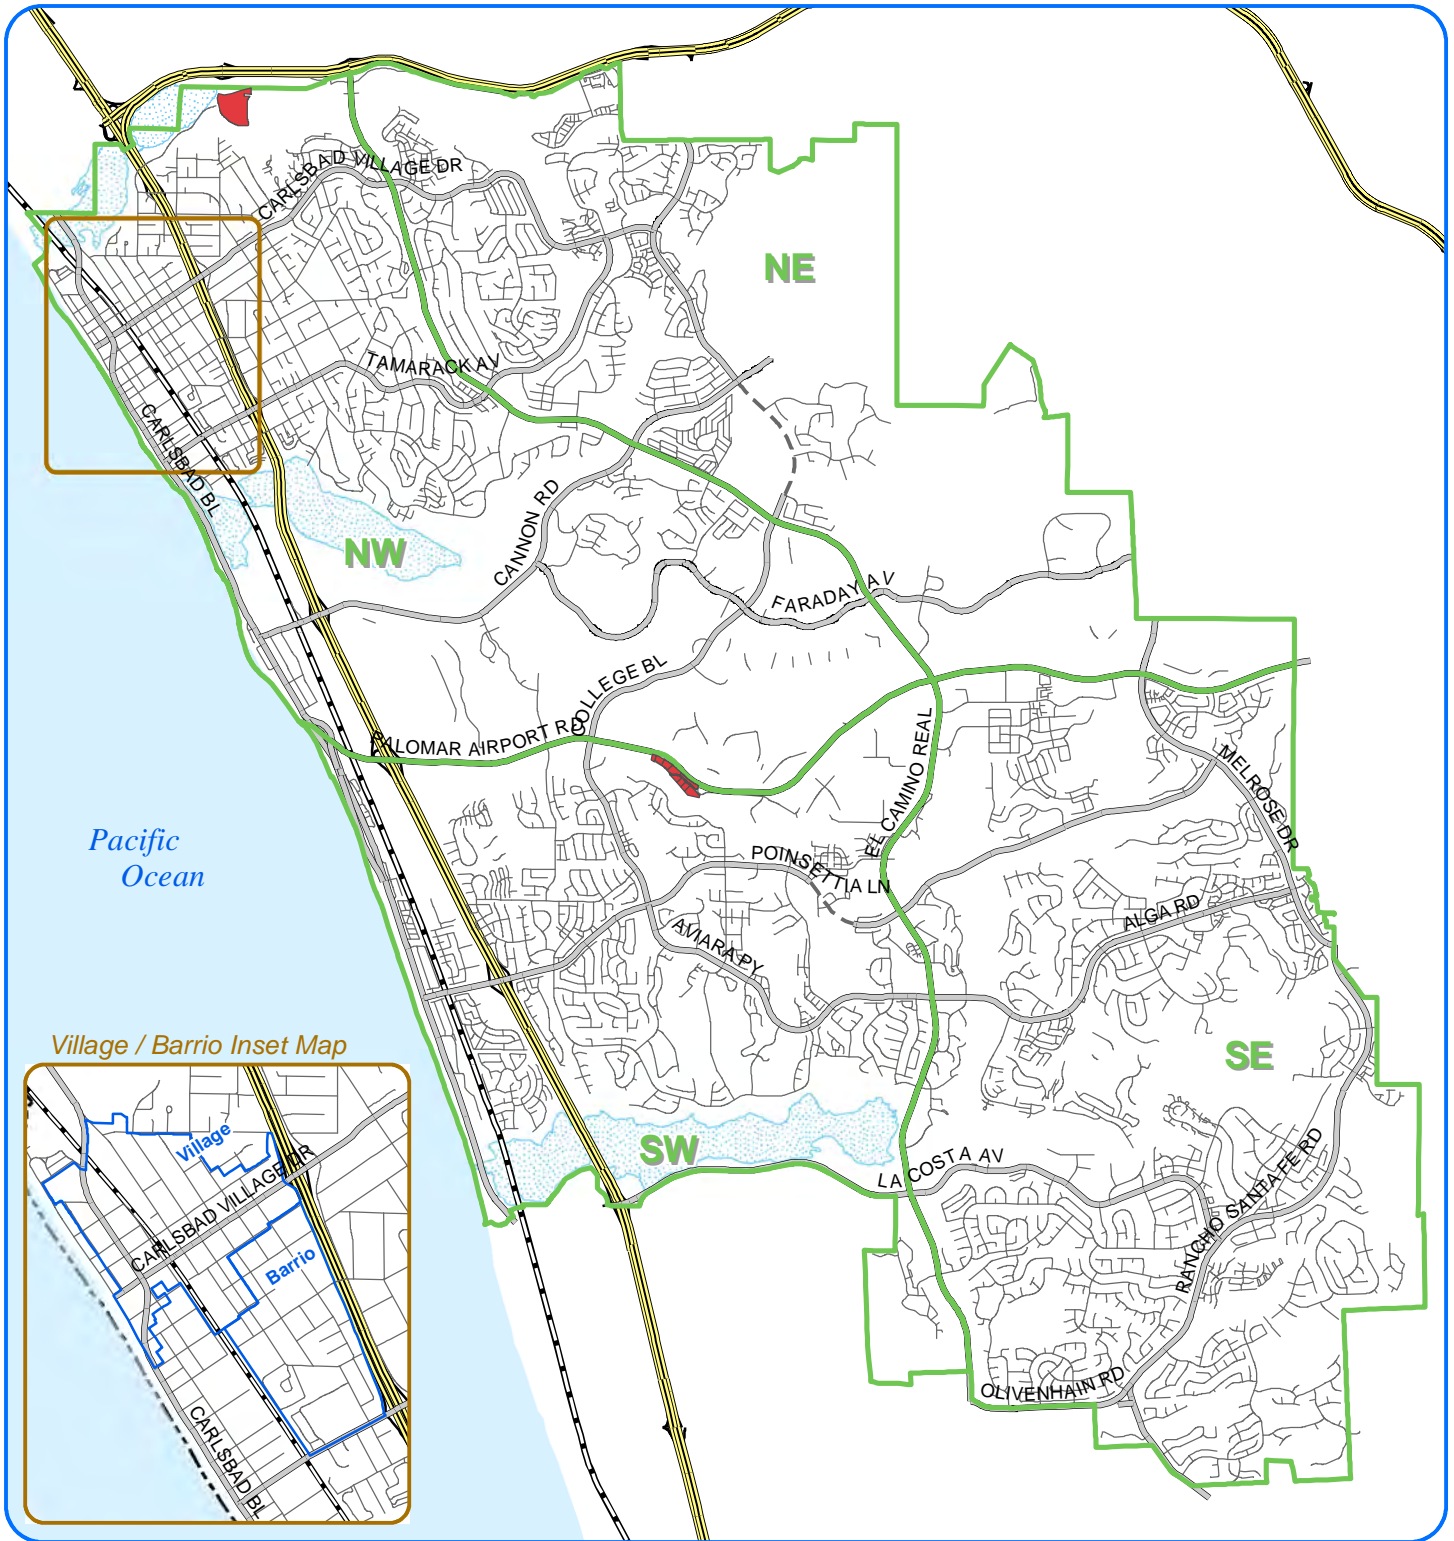 CARLSBAD VILLAGE DR
NE
TAMARACK AV
CARLSBAD BL
NW
CANNON RD
FARADAY AV
COLLEGE BL
PALOMAR AIRPORT RD
EL CAMINO REAL
MELROSE DR
Pacific
Ocean
POINSETTIA LN
ALGA RD
AVIARA PY
Village / Barrio Inset Map
SE
SW
LA COSTA AV
RANCHO SANTA FE RD
OLIVENHAIN RD
Village
CARLSBAD VILLAGE DR
Barrio
CARLSBAD BL